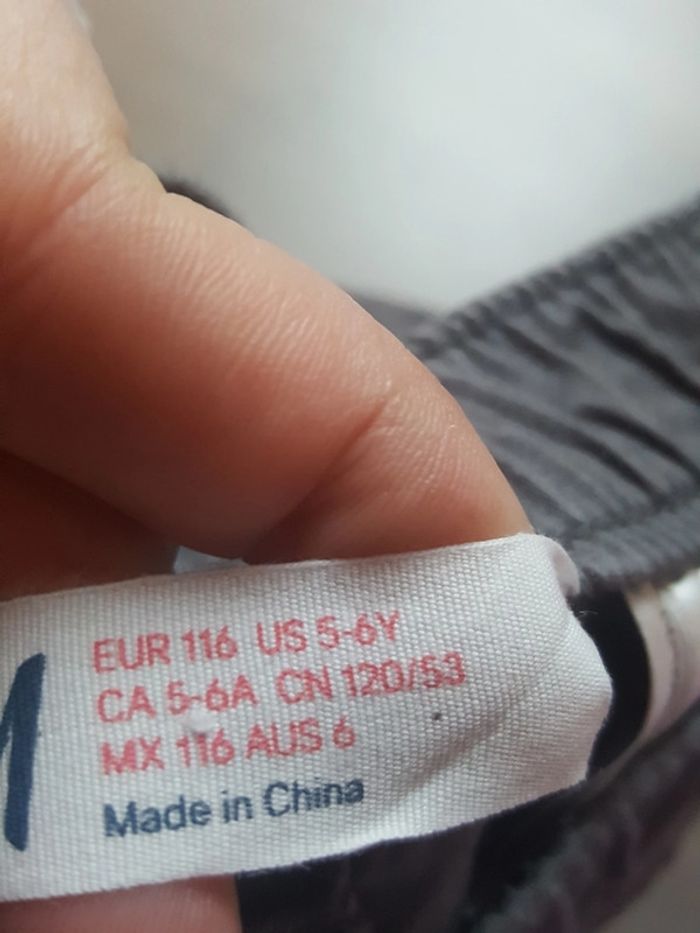 EUR 116 US 5-6Y
CA 5-6A CN 120/53
MX 116 AUS 6
Made in China